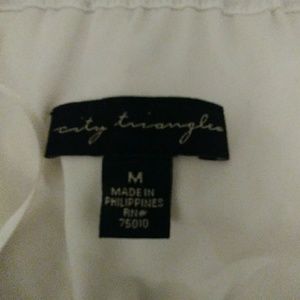 city triangles
M
MADE IN
PHILIPPINES
RN#
75010